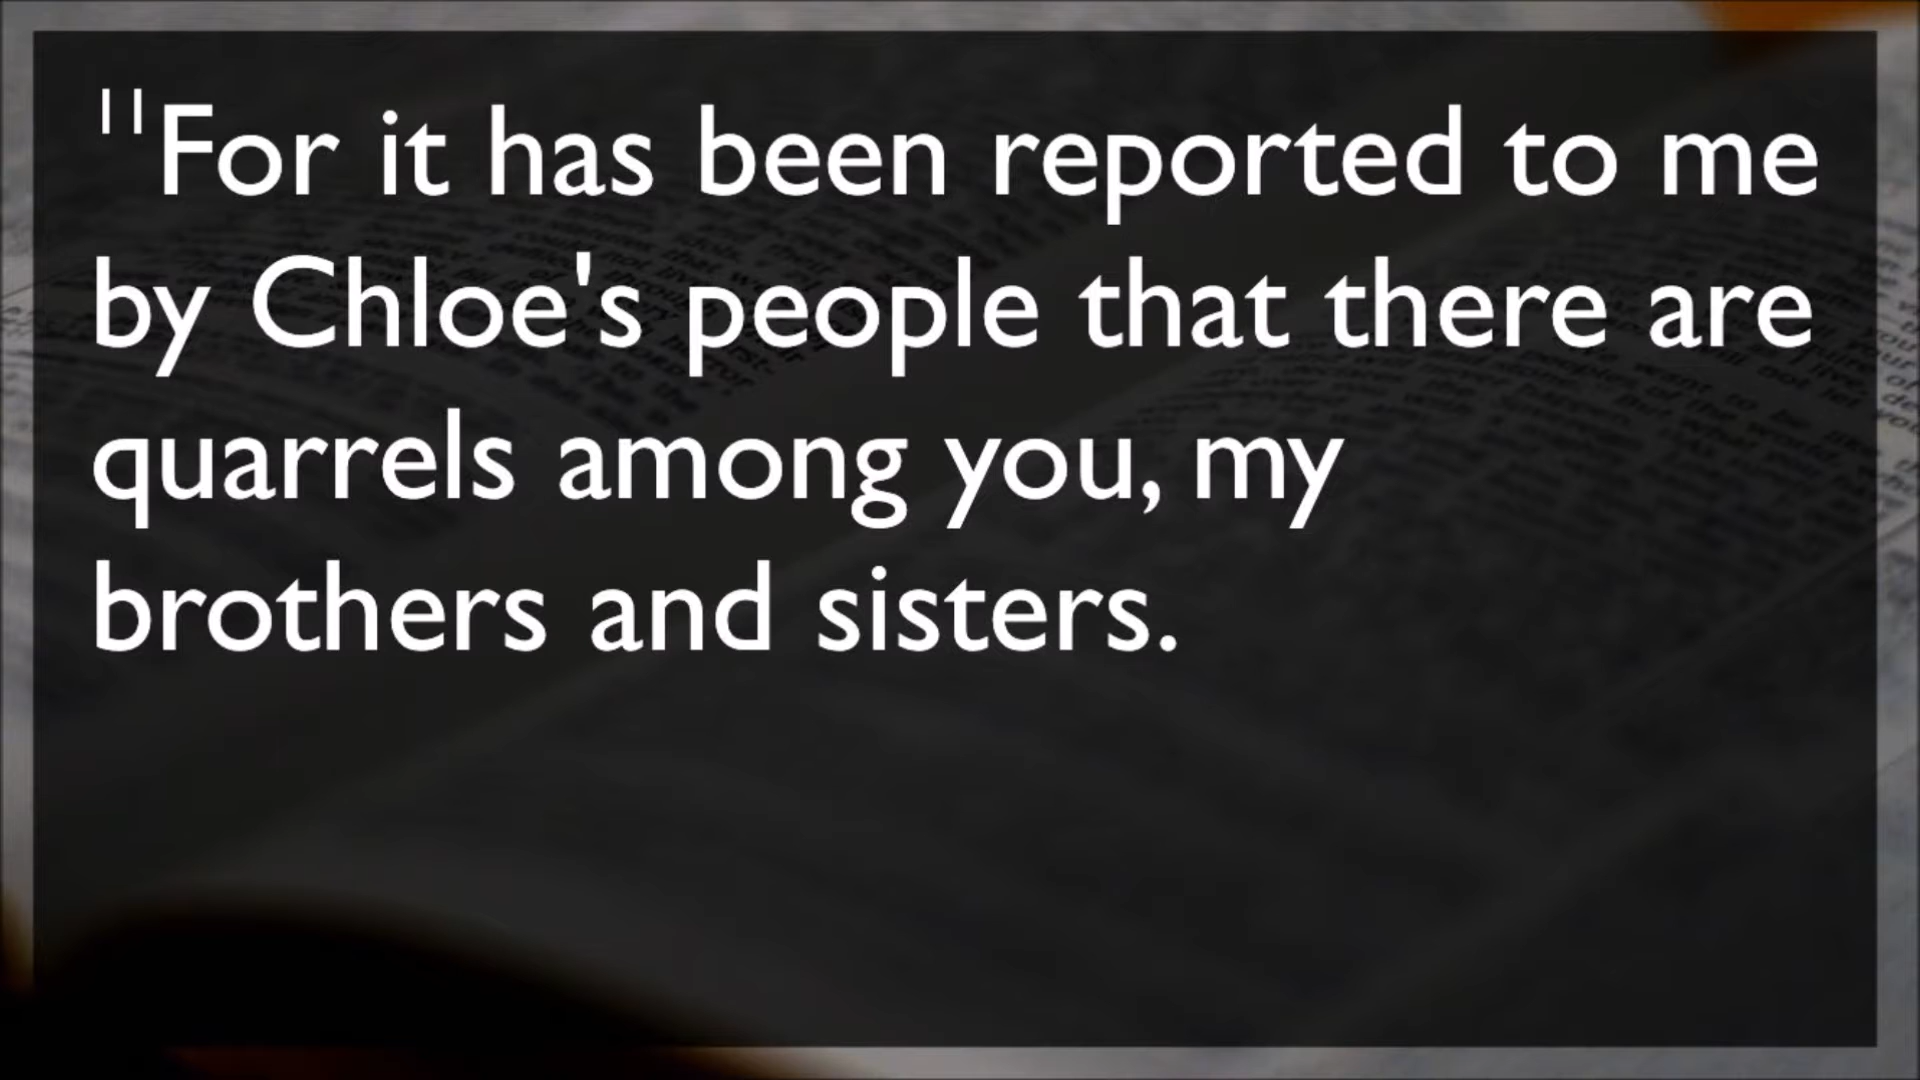 11For it has been reported to me
by Chloe's people that there are
quarrels among you, my
brothers and sisters.